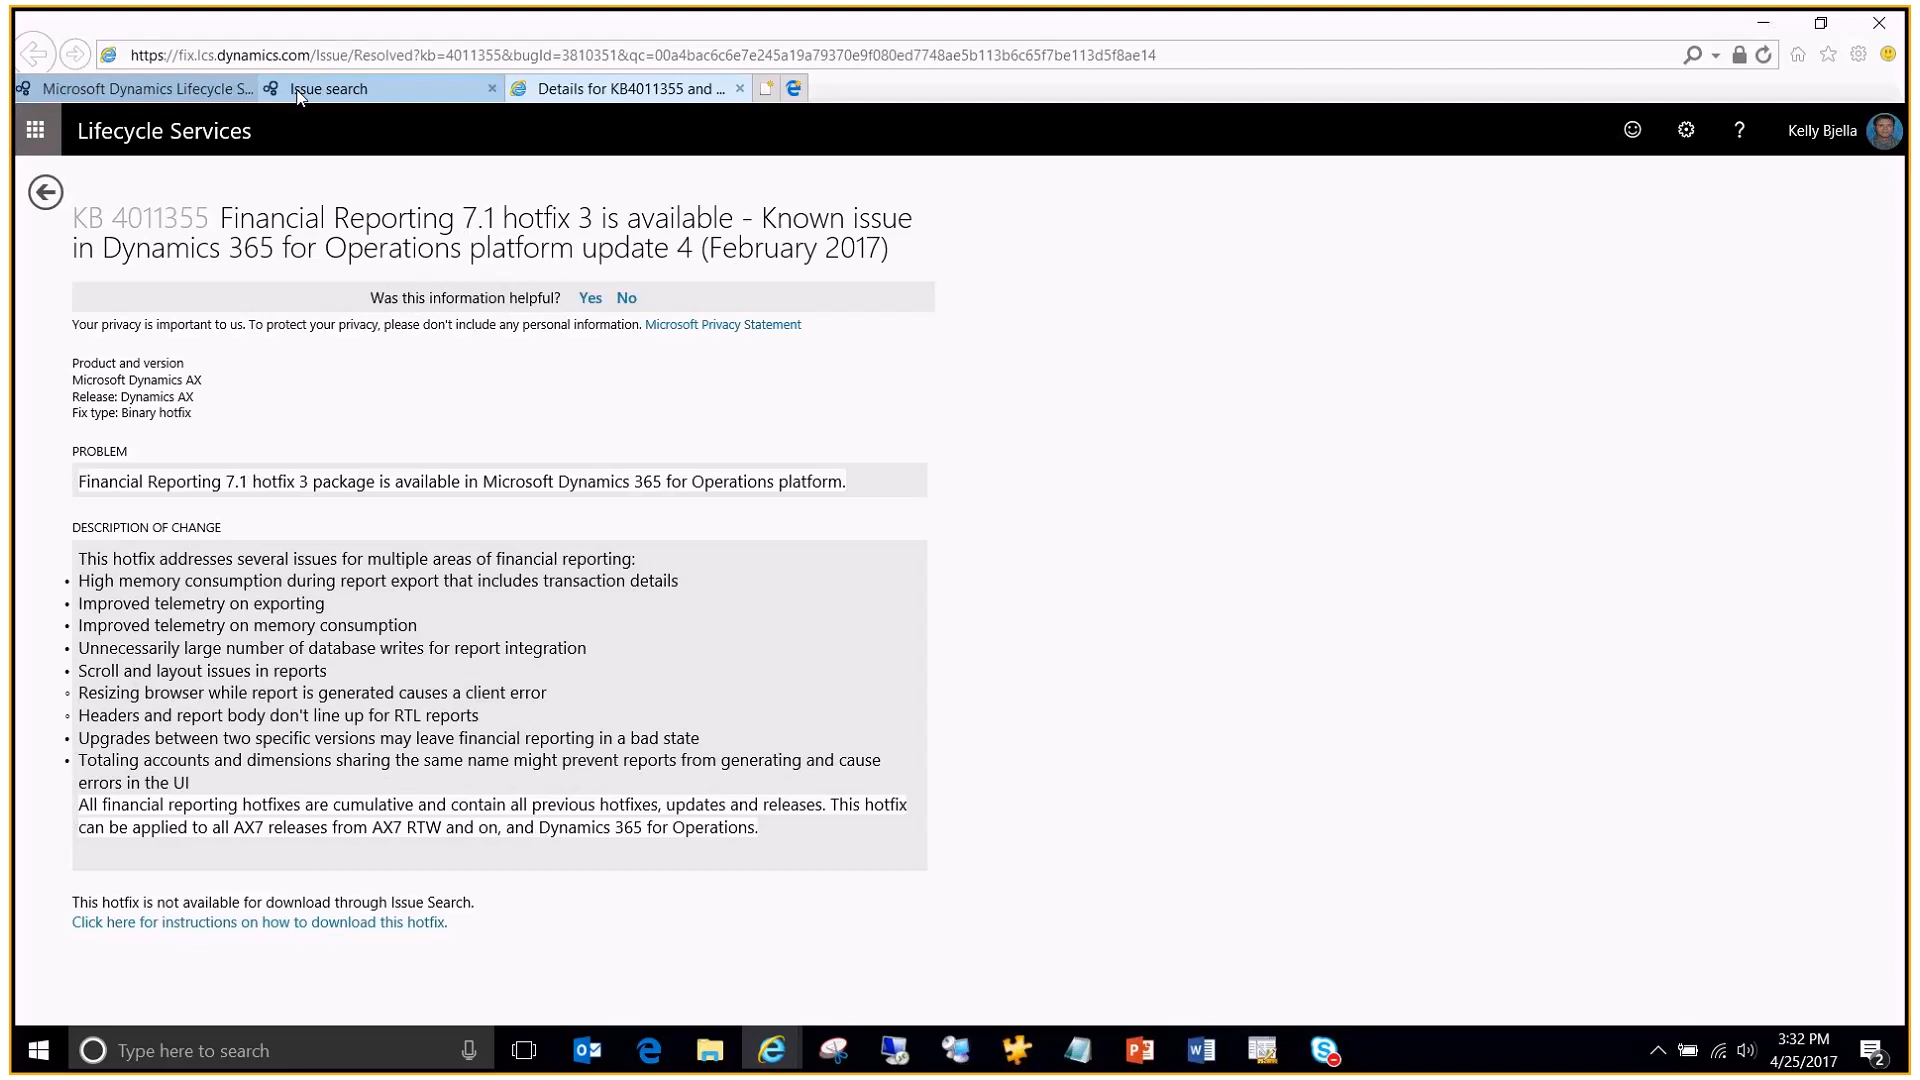 https://fix.lcs.dynamics.com/Issue/Resolved?kb=4011355&bugId=3810351&qc=00a4bac6c6e7e245a19a79370e9f080ed7748ae5b113b6c65f7be113d5f8ae14
Microsoft Dynamics Lifecycle S...
Issue search
Details for KB4011355 and ...
Lifecycle Services
?
Kelly Bjella
KB 4011355 Financial Reporting 7.1 hotfix 3 is available - Known issue
in Dynamics 365 for Operations platform update 4 (February 2017)
Was this information helpful? Yes No
Your privacy is important to us. To protect your privacy, please don't include any personal information. Microsoft Privacy Statement
Product and version
Microsoft Dynamics AX
Release: Dynamics AX
Fix type: Binary hotfix
PROBLEM
Financial Reporting 7.1 hotfix 3 package is available in Microsoft Dynamics 365 for Operations platform.
DESCRIPTION OF CHANGE
This hotfix addresses several issues for multiple areas of financial reporting:
• High memory consumption during report export that includes transaction details
• Improved telemetry on exporting
• Improved telemetry on memory consumption
• Unnecessarily large number of database writes for report integration
• Scroll and layout issues in reports
◦ Resizing browser while report is generated causes a client error
◦ Headers and report body don't line up for RTL reports
• Upgrades between two specific versions may leave financial reporting in a bad state
• Totaling accounts and dimensions sharing the same name might prevent reports from generating and cause
errors in the UI
All financial reporting hotfixes are cumulative and contain all previous hotfixes, updates and releases. This hotfix
can be applied to all AX7 releases from AX7 RTW and on, and Dynamics 365 for Operations.
This hotfix is not available for download through Issue Search.
Click here for instructions on how to download this hotfix.
Type here to search
3:32 PM
4/25/2017
2